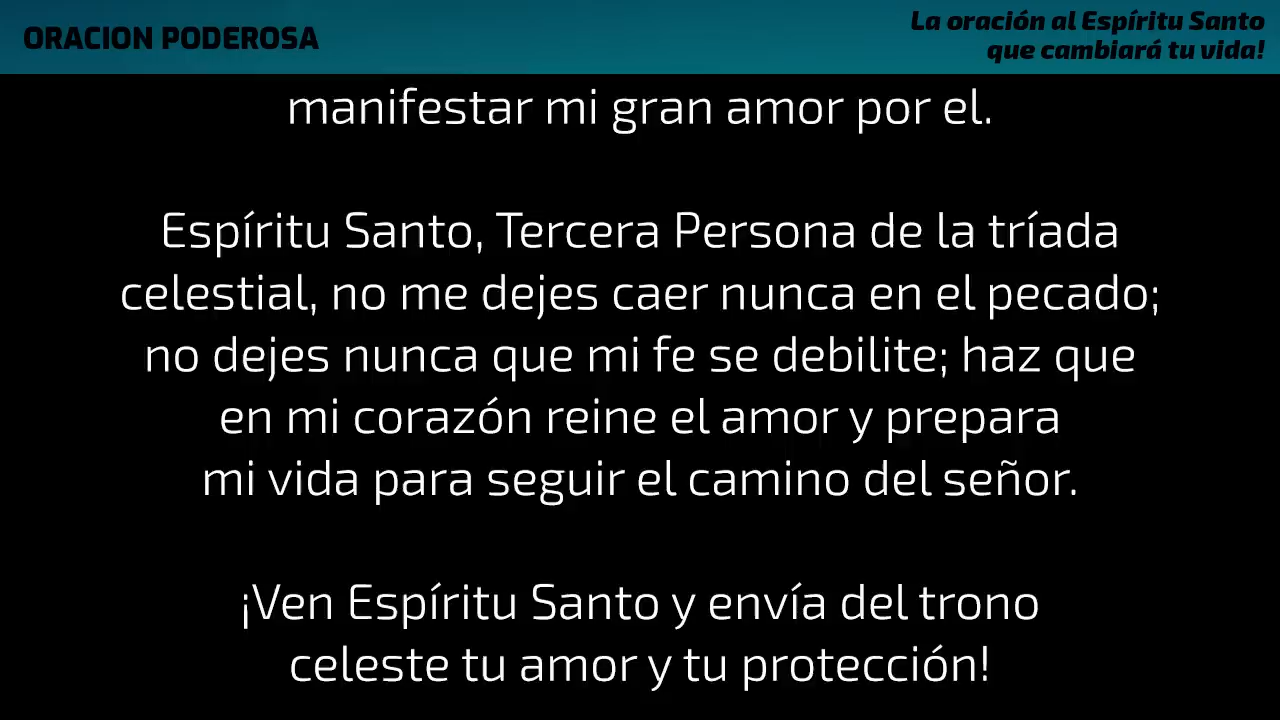 ORACION PODEROSA
La oración al Espíritu Santo
que cambiará tu vida!
manifestar mi gran amor por el.
Espíritu Santo, Tercera Persona de la tríada
celestial, no me dejes caer nunca en el pecado;
no dejes nunca que mi fe se debilite; haz que
en mi corazón reine el amor y prepara
mi vida para seguir el camino del señor.
¡Ven Espíritu Santo y envía del trono
celeste tu amor y tu protección!